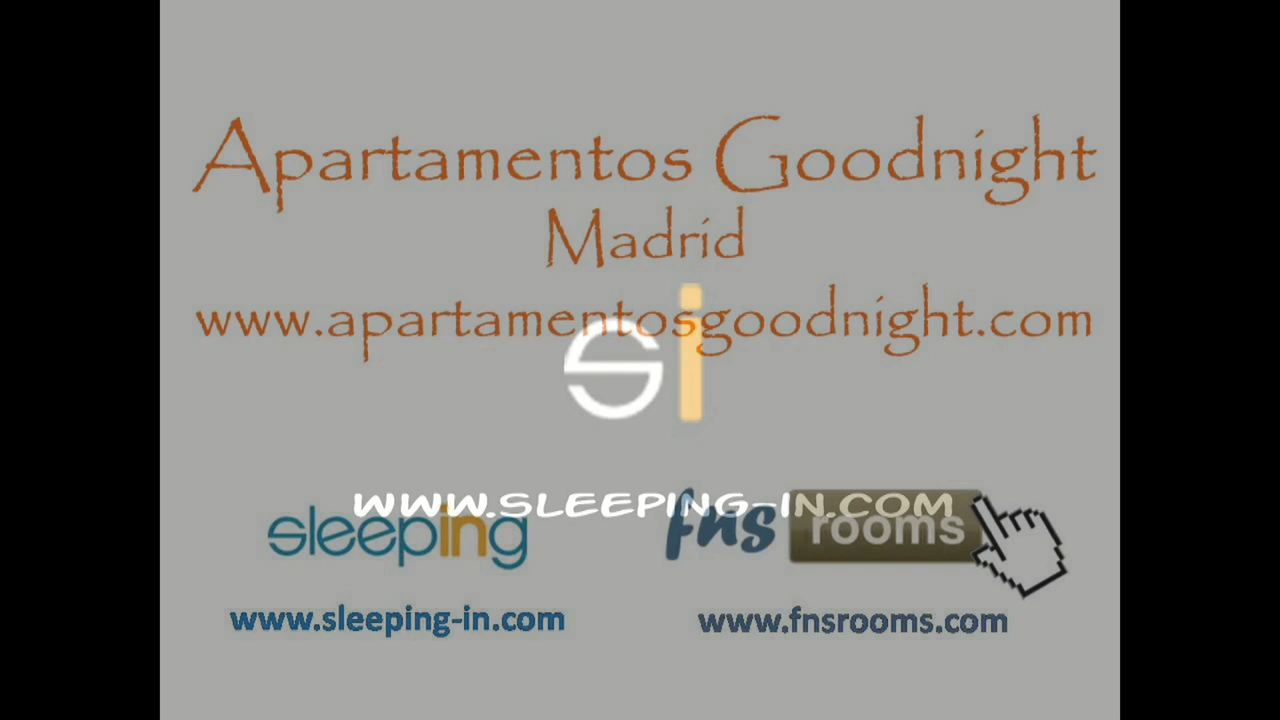 Apartamentos Goodnight
Madrid
www.apartamentosgoodnight.com
si
WWW.SLEEPING-IN.COM
sleeping
fns rooms
www.sleeping-in.com
www.fnsrooms.com